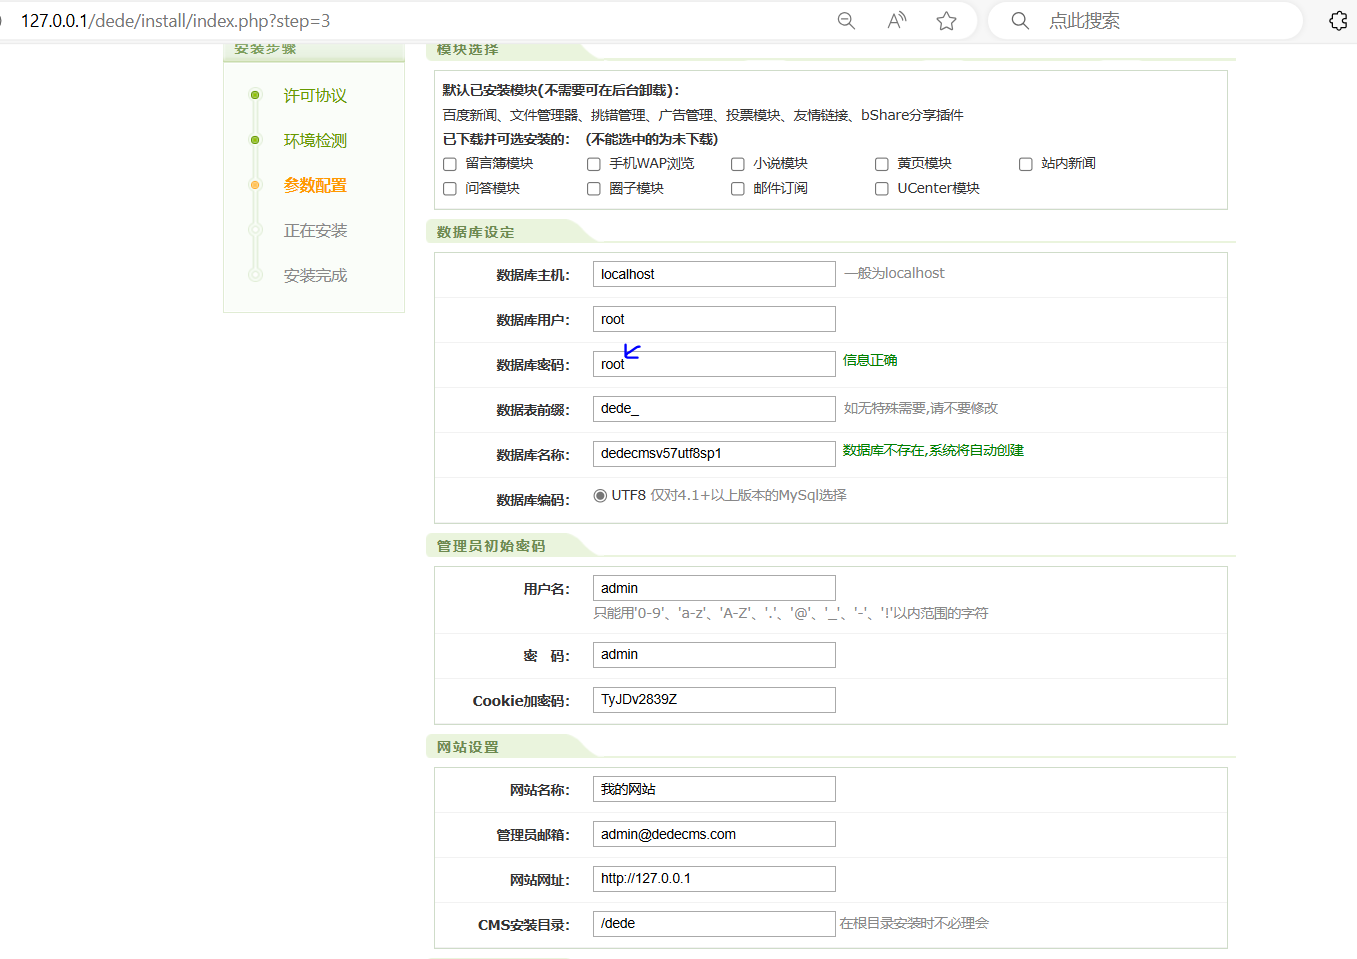 127.0.0.1/dede/install/index.php?step=3
点此搜索
安装步骤
许可协议
环境检测
参数配置
正在安装
安装完成
模块选择
默认已安装模块(不需要可在后台卸载)：
百度新闻、文件管理器、挑错管理、广告管理、投票模块、友情链接、bShare分享插件
已下载并可选安装的： (不能选中的为未下载)
留言簿模块 手机WAP浏览 小说模块 黄页模块 站内新闻
问答模块 圈子模块 邮件订阅 UCenter模块
数据库设定
数据库主机： localhost 一般为localhost
数据库用户： root
数据库密码： root 信息正确
数据表前缀： dede_ 如无特殊需要,请不要修改
数据库名称： dedecmsv57utf8sp1 数据库不存在,系统将自动创建
数据库编码： UTF8 仅对4.1+以上版本的MySql选择
管理员初始密码
用户名： admin
只能用'0-9'、'a-z'、'A-Z'、'.'、'@'、'_'、'-'、'!'以内范围的字符
密 码： admin
Cookie加密码： TyJDv2839Z
网站设置
网站名称： 我的网站
管理员邮箱： admin@dedecms.com
网站网址： http://127.0.0.1
CMS安装目录： /dede 在根目录安装时不必理会